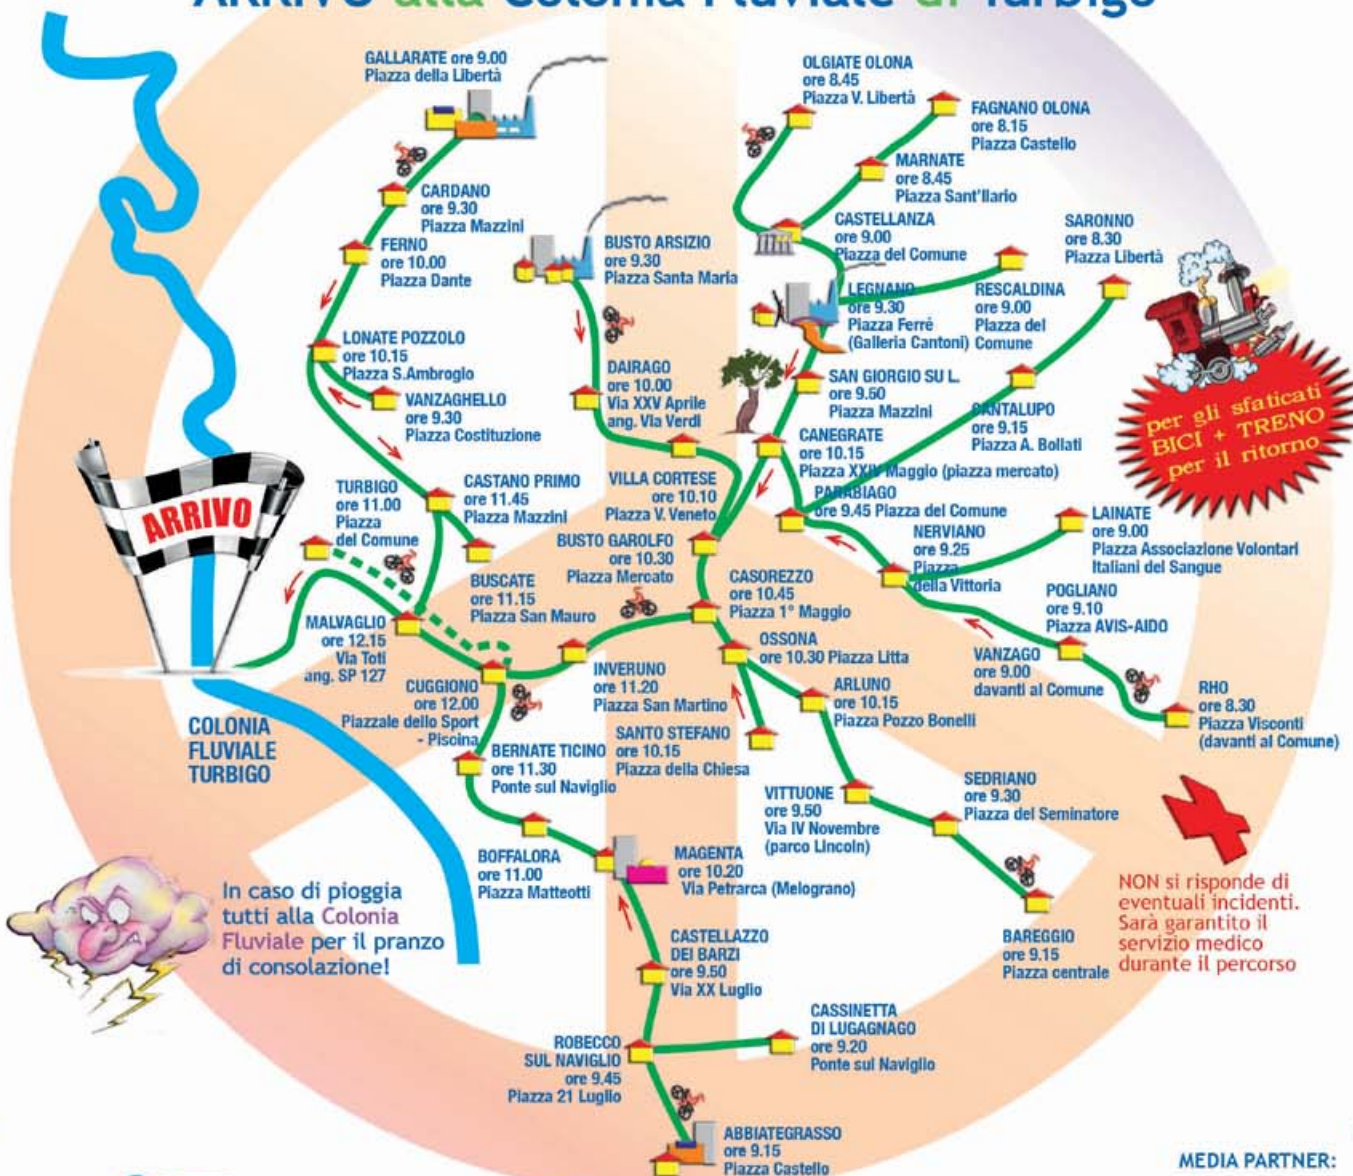 ARRIVO alla Colonia Fluviale di Turbigo
GALLARATE ore 9.00
Piazza della Libertà
OLGIATE OLONA
ore 8.45
Piazza V. Libertà
FAGNANO OLONA
ore 8.15
Piazza Castello
MARNATE
ore 8.45
Piazza Sant'Ilario
CARDANO
ore 9.30
Piazza Mazzini
CASTELLANZA
ore 9.00
Piazza del Comune
SARONNO
ore 8.30
Piazza Libertà
FERNO
ore 10.00
Piazza Dante
BUSTO ARSIZIO
ore 9.30
Piazza Santa Maria
LEGNANO
ore 9.30
Piazza Ferrè
(Galleria Cantoni)
RESCALDINA
ore 9.00
Piazza del
Comune
LONATE POZZOLO
ore 10.15
Piazza S.Ambrogio
DAIRAGO
ore 10.00
Via XXV Aprile
ang. Via Verdi
SAN GIORGIO SU L.
ore 9.50
Piazza Mazzini
VANZAGHELLO
ore 9.30
Piazza Costituzione
CANTALUPO
ore 9.15
Piazza A. Bollati
per gli sfaticati
BICI + TRENO
per il ritorno
CANEGRATE
ore 10.15
Piazza XXIV Maggio (piazza mercato)
ARRIVO
TURBIGO
ore 11.00
Piazza
del Comune
CASTANO PRIMO
ore 11.45
Piazza Mazzini
VILLA CORTESE
ore 10.10
Piazza V. Veneto
PARABIAGO
ore 9.45 Piazza del Comune
NERVIANO
ore 9.25
Piazza
della Vittoria
LAINATE
ore 9.00
Piazza Associazione Volontari
Italiani del Sangue
BUSTO GAROLFO
ore 10.30
Piazza Mercato
BUSCATE
ore 11.15
Piazza San Mauro
CASOREZZO
ore 10.45
Piazza 1° Maggio
POGLIANO
ore 9.10
Piazza AVIS-AIDO
MALVAGLIO
ore 12.15
Via Toti
ang. SP 127
OSSONA
ore 10.30 Piazza Litta
VANZAGO
ore 9.00
davanti al Comune
INVERUNO
ore 11.20
Piazza San Martino
CUGGIONO
ore 12.00
Piazzale dello Sport
- Piscina
ARLUNO
ore 10.15
Piazza Pozzo Bonelli
RHO
ore 8.30
Piazza Visconti
(davanti al Comune)
COLONIA
FLUVIALE
TURBIGO
SANTO STEFANO
ore 10.15
Piazza della Chiesa
BERNATE TICINO
ore 11.30
Ponte sul Naviglio
VITTUONE
ore 9.50
Via IV Novembre
(parco Lincoln)
SEDRIANO
ore 9.30
Piazza del Seminatore
BOFFALORA
ore 11.00
Piazza Matteotti
MAGENTA
ore 10.20
Via Petrarca (Melograno)
In caso di pioggia
tutti alla Colonia
Fluviale per il pranzo
di consolazione!
NON si risponde di
eventuali incidenti.
Sarà garantito il
servizio medico
durante il percorso
CASTELLAZZO
DEI BARZI
ore 9.50
Via XX Luglio
BAREGGIO
ore 9.15
Piazza centrale
CASSINETTA
DI LUGAGNAGO
ore 9.20
Ponte sul Naviglio
ROBECCO
SUL NAVIGLIO
ore 9.45
Piazza 21 Luglio
ABBIATEGRASSO
ore 9.15
Piazza Castello
MEDIA PARTNER: